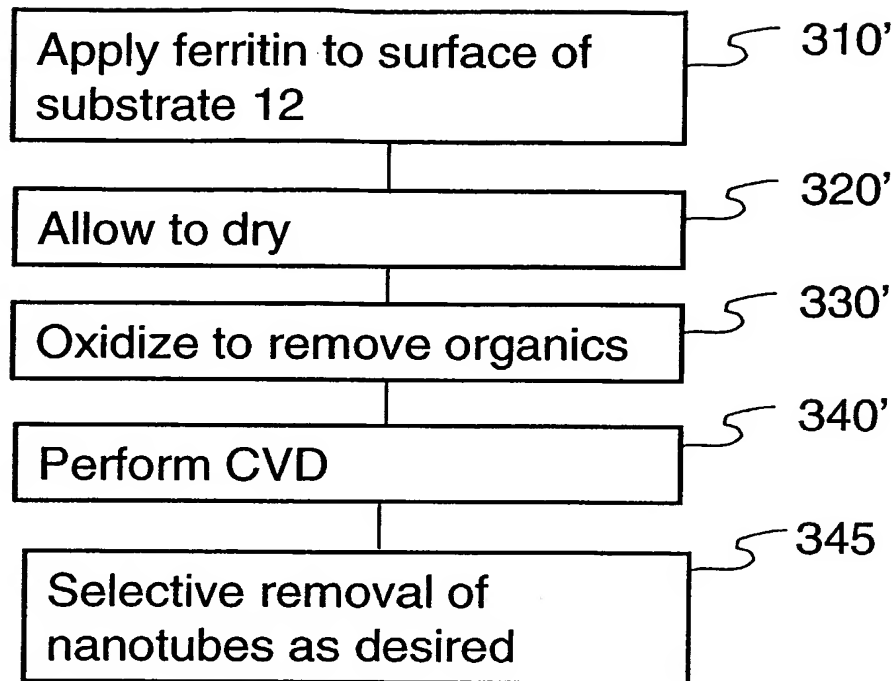 Apply ferritin to surface of
substrate 12
310'
Allow to dry
320'
Oxidize to remove organics
330'
Perform CVD
340'
Selective removal of
nanotubes as desired
345